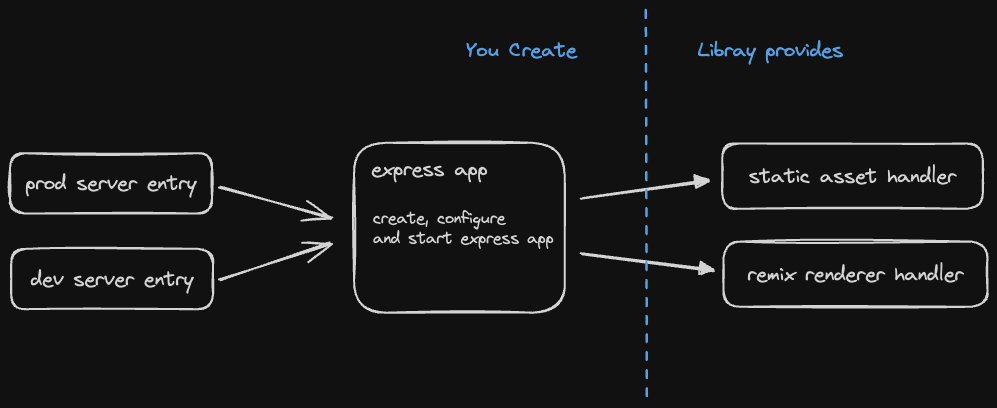 You Create
Libray provides
prod server entry
dev server entry
express app
create, configure
and start express app
static asset handler
remix renderer handler